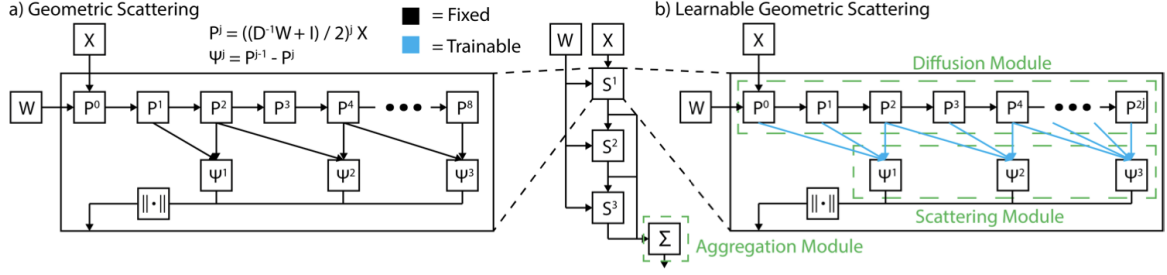 a) Geometric Scattering
Pʲ = ((D⁻¹W + I) / 2)ʲ X
Ψʲ = Pʲ⁻¹ - Pʲ
= Fixed
= Trainable
X
W
P⁰
P¹
P²
P³
P⁴
P⁸
Ψ¹
Ψ²
Ψ³
||•||
W
X
S¹
S²
S³
Σ
Aggregation Module
b) Learnable Geometric Scattering
X
Diffusion Module
W
P⁰
P¹
P²
P³
P⁴
P²ʲ
Ψ¹
Ψ²
Ψ³
||•||
Scattering Module